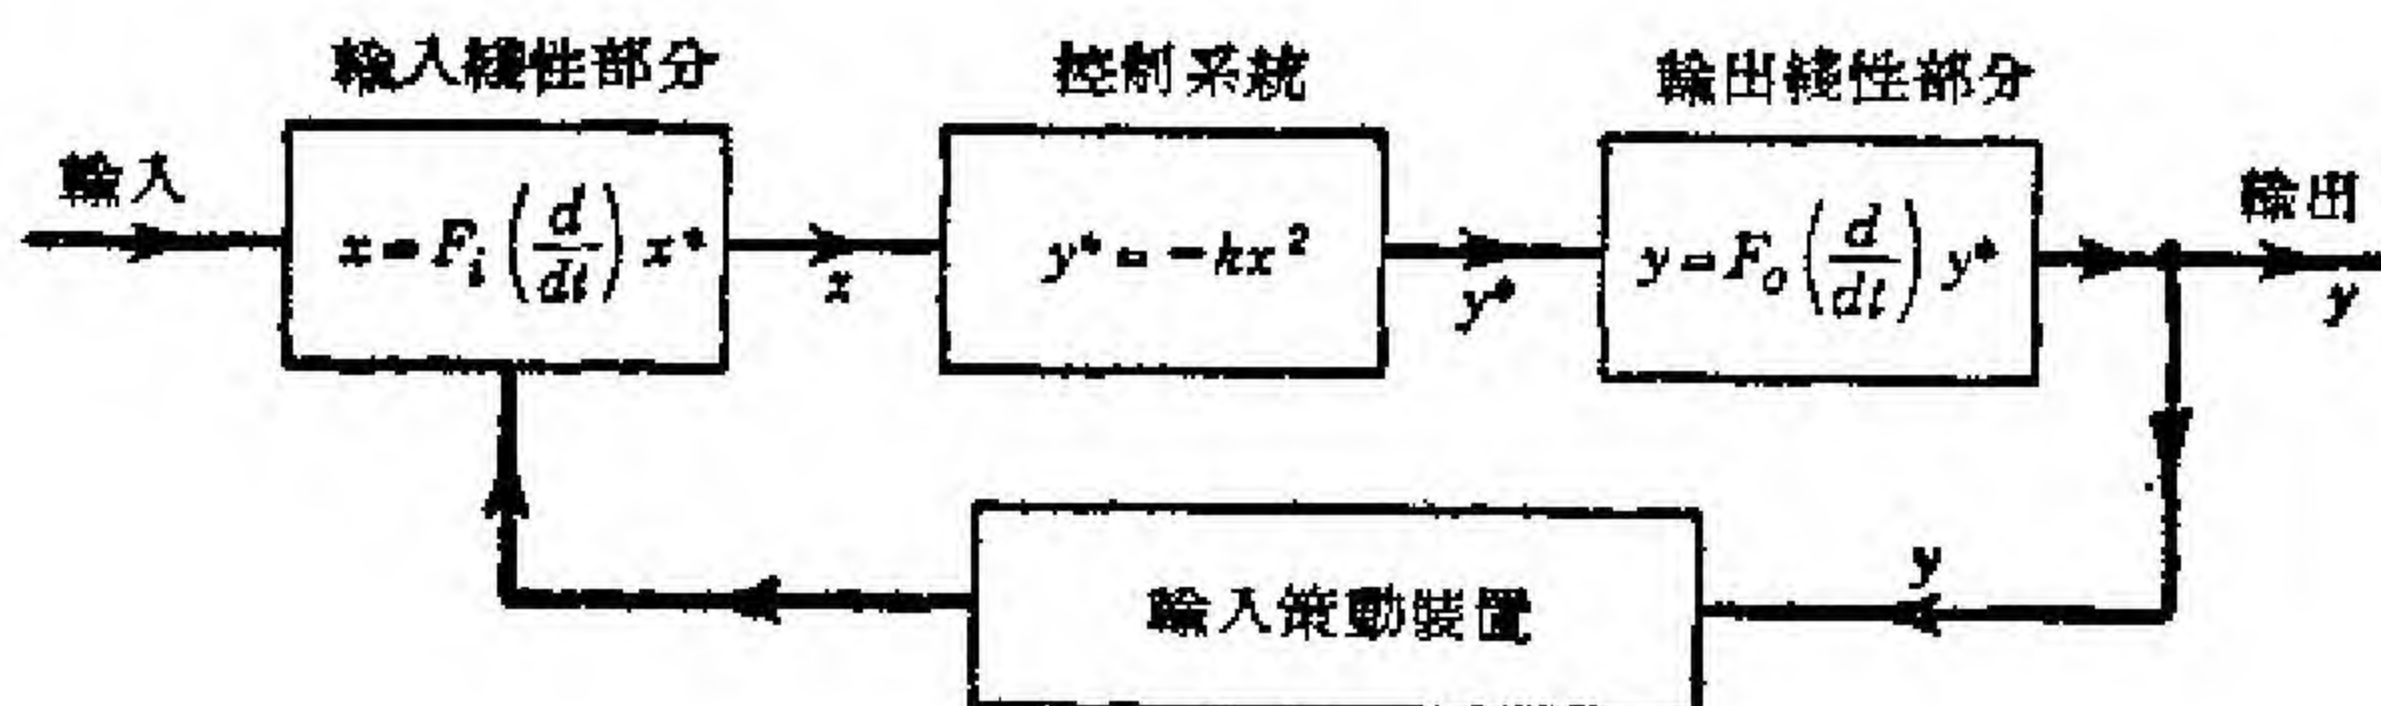 輸入綫性部分
控制系統
輸出綫性部分
輸入
x = F_i (d/dt) x*
x
y* = -kx²
y*
y = F_o (d/dt) y*
輸出
y
y
輸入策動裝置